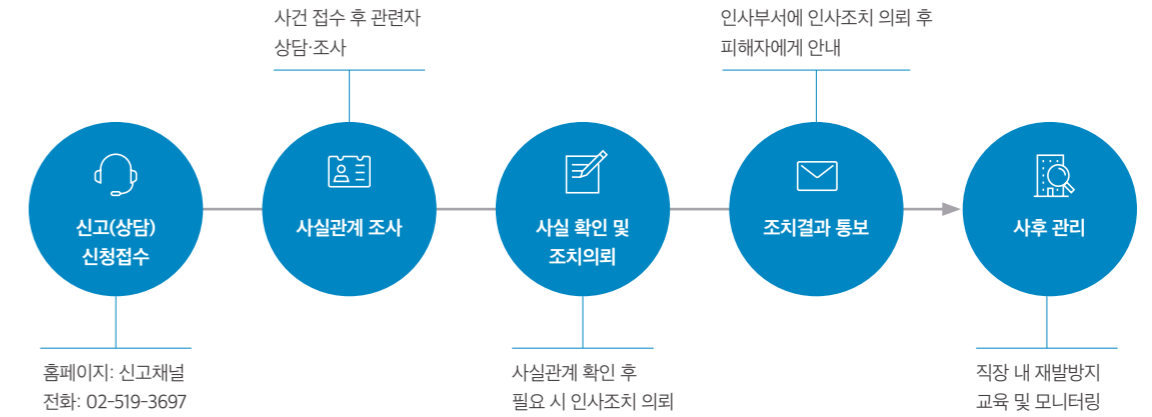 사건 접수 후 관련자
상담·조사
인사부서에 인사조치 의뢰 후
피해자에게 안내
신고(상담)
신청접수
사실관계 조사
사실 확인 및
조치의뢰
조치결과 통보
사후 관리
홈페이지: 신고채널
전화: 02-519-3697
사실관계 확인 후
필요 시 인사조치 의뢰
직장 내 재발방지
교육 및 모니터링